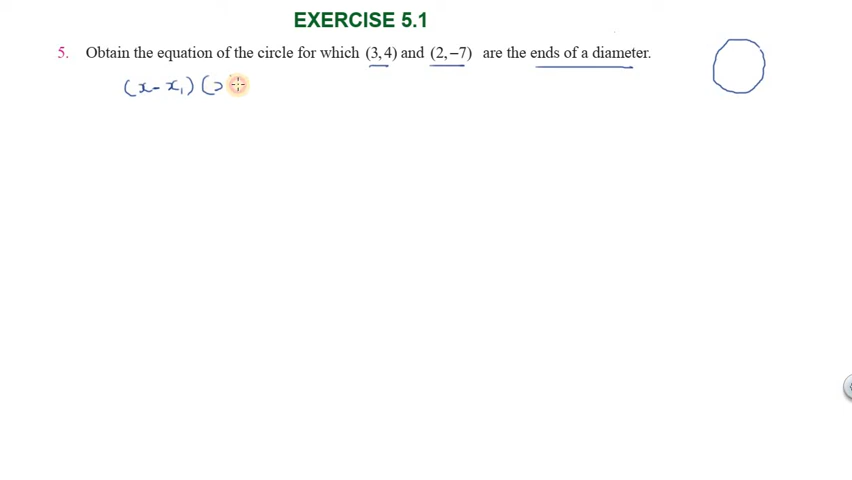 EXERCISE 5.1
5. Obtain the equation of the circle for which (3, 4) and (2, −7) are the ends of a diameter.
(x − x₁) (